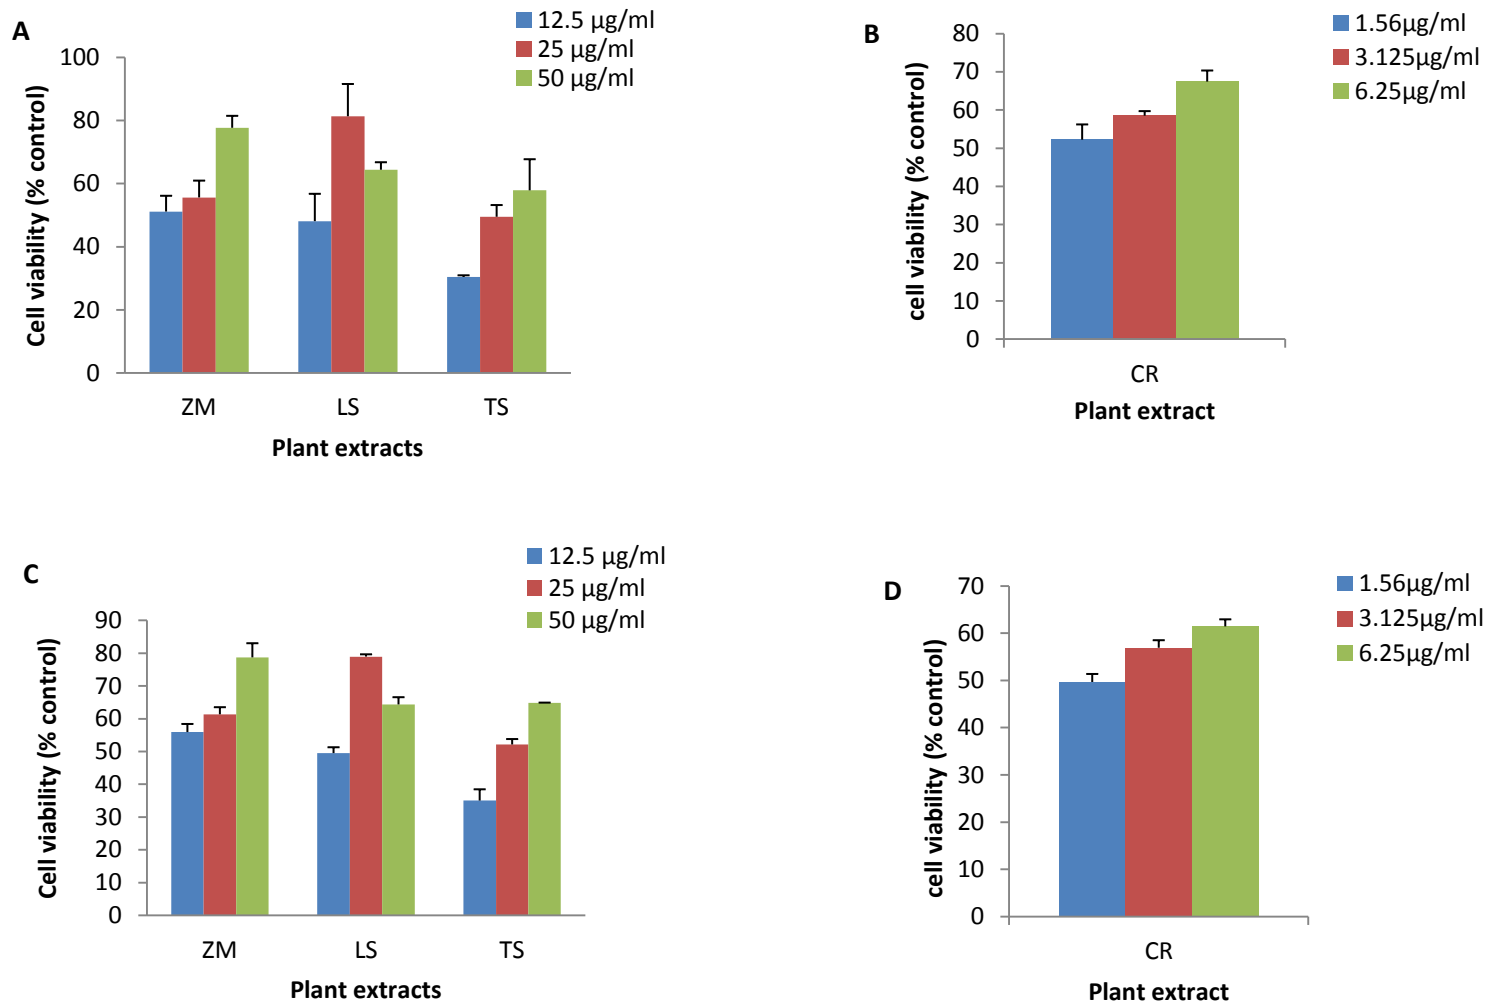 A
12.5 µg/ml
25 µg/ml
50 µg/ml
100
80
60
40
20
0
Cell viability (% control)
ZM LS TS
Plant extracts
B
1.56µg/ml
3.125µg/ml
6.25µg/ml
80
70
60
50
40
30
20
10
0
cell viability (% control)
CR
Plant extract
C
12.5 µg/ml
25 µg/ml
50 µg/ml
90
80
70
60
50
40
30
20
10
0
Cell viability (% control)
ZM LS TS
Plant extracts
D
1.56µg/ml
3.125µg/ml
6.25µg/ml
70
60
50
40
30
20
10
0
cell viability (% control)
CR
Plant extract